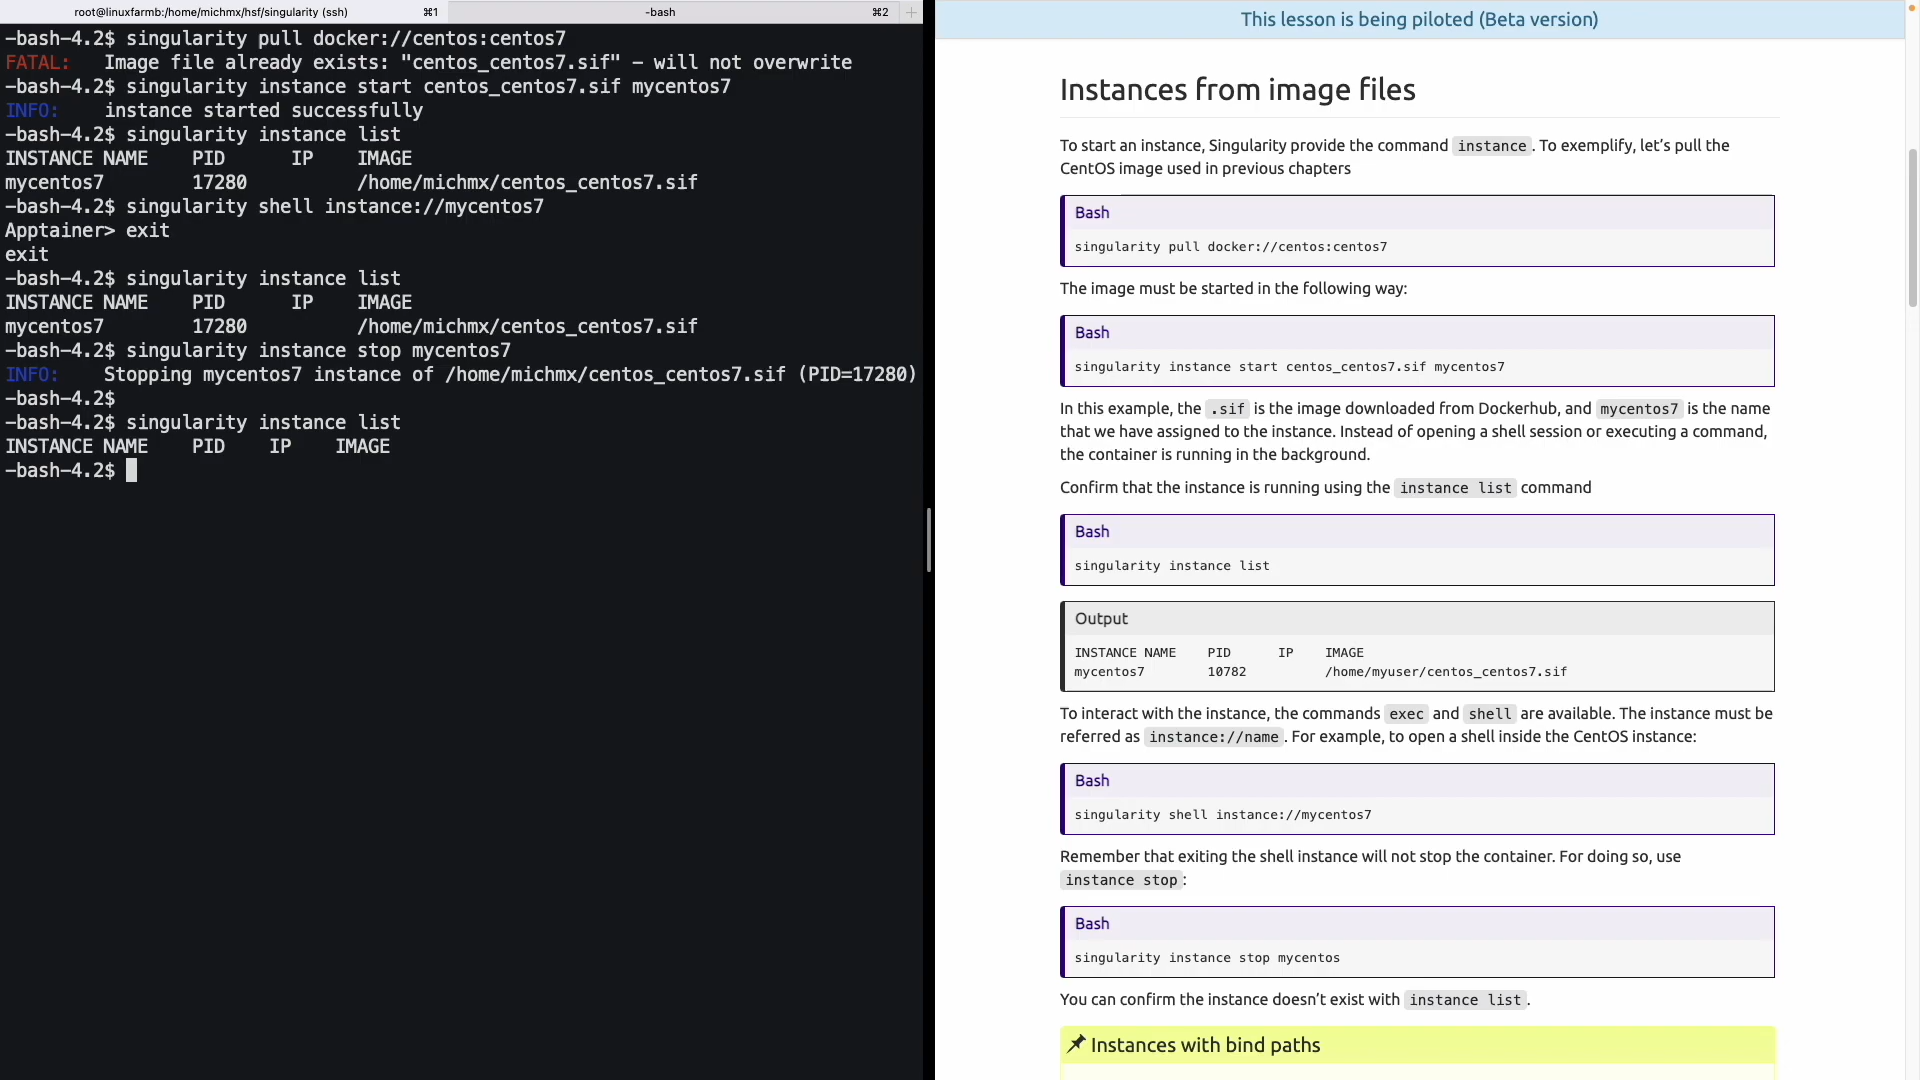 root@linuxfarmb:/home/michmx/hsf/singularity (ssh) ⌘1 -bash ⌘2 +
-bash-4.2$ singularity pull docker://centos:centos7
FATAL:   Image file already exists: "centos_centos7.sif" - will not overwrite
-bash-4.2$ singularity instance start centos_centos7.sif mycentos7
INFO:    instance started successfully
-bash-4.2$ singularity instance list
INSTANCE NAME    PID      IP    IMAGE
mycentos7        17280          /home/michmx/centos_centos7.sif
-bash-4.2$ singularity shell instance://mycentos7
Apptainer> exit
exit
-bash-4.2$ singularity instance list
INSTANCE NAME    PID      IP    IMAGE
mycentos7        17280          /home/michmx/centos_centos7.sif
-bash-4.2$ singularity instance stop mycentos7
INFO:    Stopping mycentos7 instance of /home/michmx/centos_centos7.sif (PID=17280)
-bash-4.2$
-bash-4.2$ singularity instance list
INSTANCE NAME    PID    IP    IMAGE
-bash-4.2$
This lesson is being piloted (Beta version)
Instances from image files
To start an instance, Singularity provide the command instance. To exemplify, let’s pull the
CentOS image used in previous chapters
Bash
singularity pull docker://centos:centos7
The image must be started in the following way:
Bash
singularity instance start centos_centos7.sif mycentos7
In this example, the .sif is the image downloaded from Dockerhub, and mycentos7 is the name
that we have assigned to the instance. Instead of opening a shell session or executing a command,
the container is running in the background.
Confirm that the instance is running using the instance list command
Bash
singularity instance list
Output
INSTANCE NAME    PID      IP    IMAGE
mycentos7        10782          /home/myuser/centos_centos7.sif
To interact with the instance, the commands exec and shell are available. The instance must be
referred as instance://name. For example, to open a shell inside the CentOS instance:
Bash
singularity shell instance://mycentos7
Remember that exiting the shell instance will not stop the container. For doing so, use
instance stop:
Bash
singularity instance stop mycentos
You can confirm the instance doesn’t exist with instance list.
Instances with bind paths